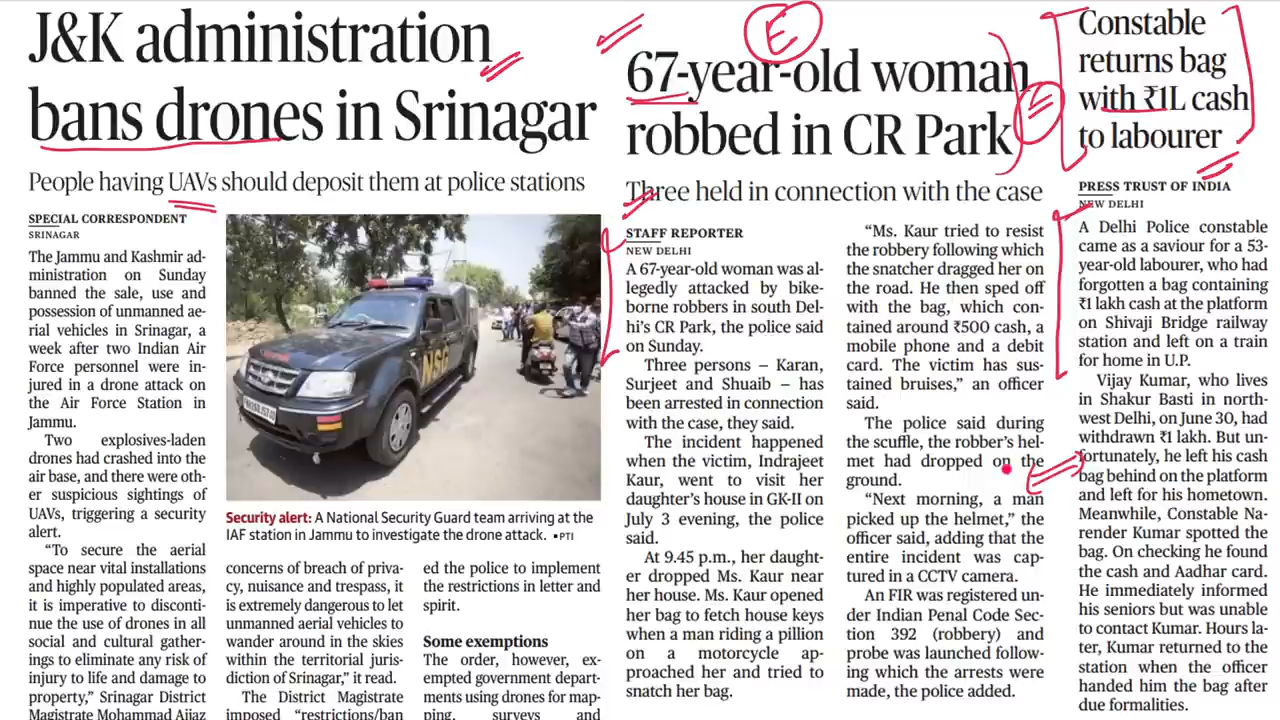 J&K administration
bans drones in Srinagar
People having UAVs should deposit them at police stations
SPECIAL CORRESPONDENT
SRINAGAR
The Jammu and Kashmir ad-
ministration on Sunday
banned the sale, use and
possession of unmanned ae-
rial vehicles in Srinagar, a
week after two Indian Air
Force personnel were in-
jured in a drone attack on
the Air Force Station in
Jammu.
Two explosives-laden
drones had crashed into the
air base, and there were oth-
er suspicious sightings of
UAVs, triggering a security
alert.
“To secure the aerial
space near vital installations
and highly populated areas,
it is imperative to disconti-
nue the use of drones in all
social and cultural gather-
ings to eliminate any risk of
injury to life and damage to
property,” Srinagar District
Magistrate Mohammad Aijaz
NSG
Security alert: A National Security Guard team arriving at the
IAF station in Jammu to investigate the drone attack. •PTI
concerns of breach of priva-
cy, nuisance and trespass, it
is extremely dangerous to let
unmanned aerial vehicles to
wander around in the skies
within the territorial juris-
diction of Srinagar,” it read.
The District Magistrate
imposed “restrictions/ban
ed the police to implement
the restrictions in letter and
spirit.
Some exemptions
The order, however, ex-
empted government depart-
ments using drones for map-
ping, surveys and
E
67-year-old woman
robbed in CR Park
Three held in connection with the case
STAFF REPORTER
NEW DELHI
A 67-year-old woman was al-
legedly attacked by bike-
borne robbers in south Del-
hi’s CR Park, the police said
on Sunday.
Three persons – Karan,
Surjeet and Shuaib – has
been arrested in connection
with the case, they said.
The incident happened
when the victim, Indrajeet
Kaur, went to visit her
daughter’s house in GK-II on
July 3 evening, the police
said.
At 9.45 p.m., her daught-
er dropped Ms. Kaur near
her house. Ms. Kaur opened
her bag to fetch house keys
when a man riding a pillion
on a motorcycle ap-
proached her and tried to
snatch her bag.
“Ms. Kaur tried to resist
the robbery following which
the snatcher dragged her on
the road. He then sped off
with the bag, which con-
tained around ₹500 cash, a
mobile phone and a debit
card. The victim has sus-
tained bruises,” an officer
said.
The police said during
the scuffle, the robber’s hel-
met had dropped on the
ground.
“Next morning, a man
picked up the helmet,” the
officer said, adding that the
entire incident was cap-
tured in a CCTV camera.
An FIR was registered un-
der Indian Penal Code Sec-
tion 392 (robbery) and
probe was launched follow-
ing which the arrests were
made, the police added.
Constable
returns bag
with ₹1L cash
to labourer
PRESS TRUST OF INDIA
NEW DELHI
A Delhi Police constable
came as a saviour for a 53-
year-old labourer, who had
forgotten a bag containing
₹1 lakh cash at the platform
on Shivaji Bridge railway
station and left on a train
for home in U.P.
Vijay Kumar, who lives
in Shakur Basti in north-
west Delhi, on June 30, had
withdrawn ₹1 lakh. But un-
fortunately, he left his cash
bag behind on the platform
and left for his hometown.
Meanwhile, Constable Na-
render Kumar spotted the
bag. On checking he found
the cash and Aadhar card.
He immediately informed
his seniors but was unable
to contact Kumar. Hours la-
ter, Kumar returned to the
station when the officer
handed him the bag after
due formalities.